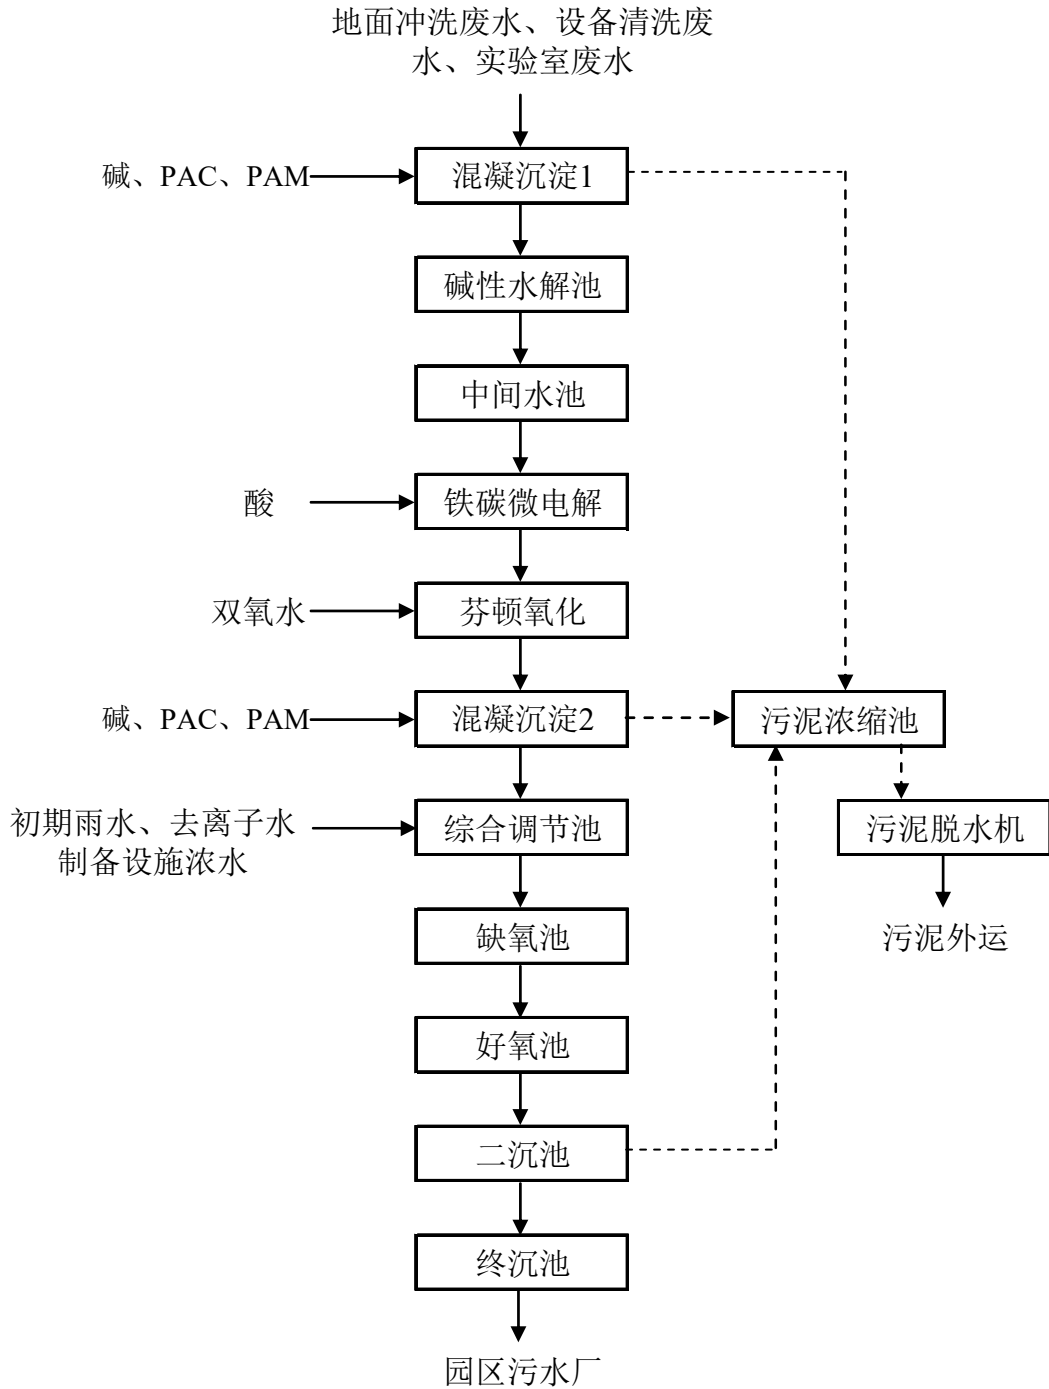 地面冲洗废水、设备清洗废
水、实验室废水
碱、PAC、PAM
混凝沉淀1
碱性水解池
中间水池
酸
铁碳微电解
双氧水
芬顿氧化
碱、PAC、PAM
混凝沉淀2
污泥浓缩池
初期雨水、去离子水
制备设施浓水
综合调节池
污泥脱水机
缺氧池
污泥外运
好氧池
二沉池
终沉池
园区污水厂